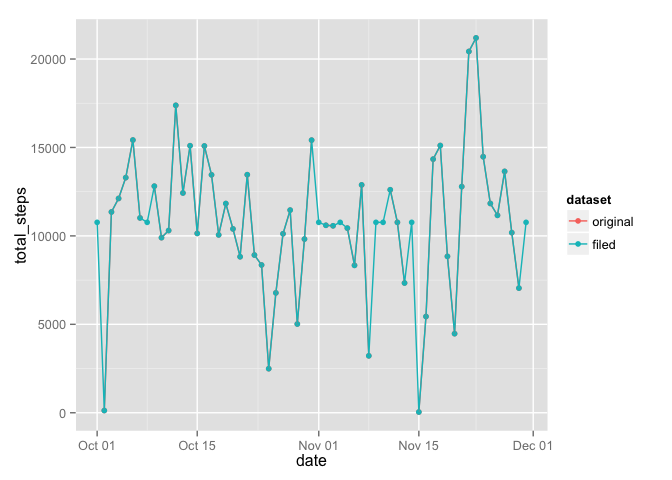 20000
15000
10000
5000
0
total_steps
Oct 01
Oct 15
Nov 01
Nov 15
Dec 01
date
dataset
original
filed